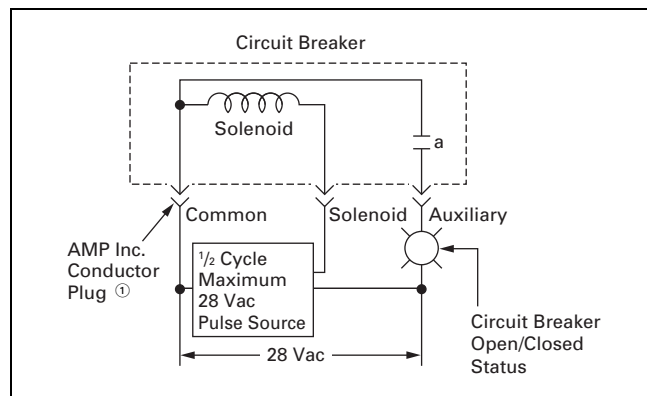 Circuit Breaker
Solenoid
a
Common
Solenoid
Auxiliary
AMP Inc.
Conductor
Plug ①
½ Cycle
Maximum
28 Vac
Pulse Source
Circuit Breaker
Open/Closed
Status
28 Vac